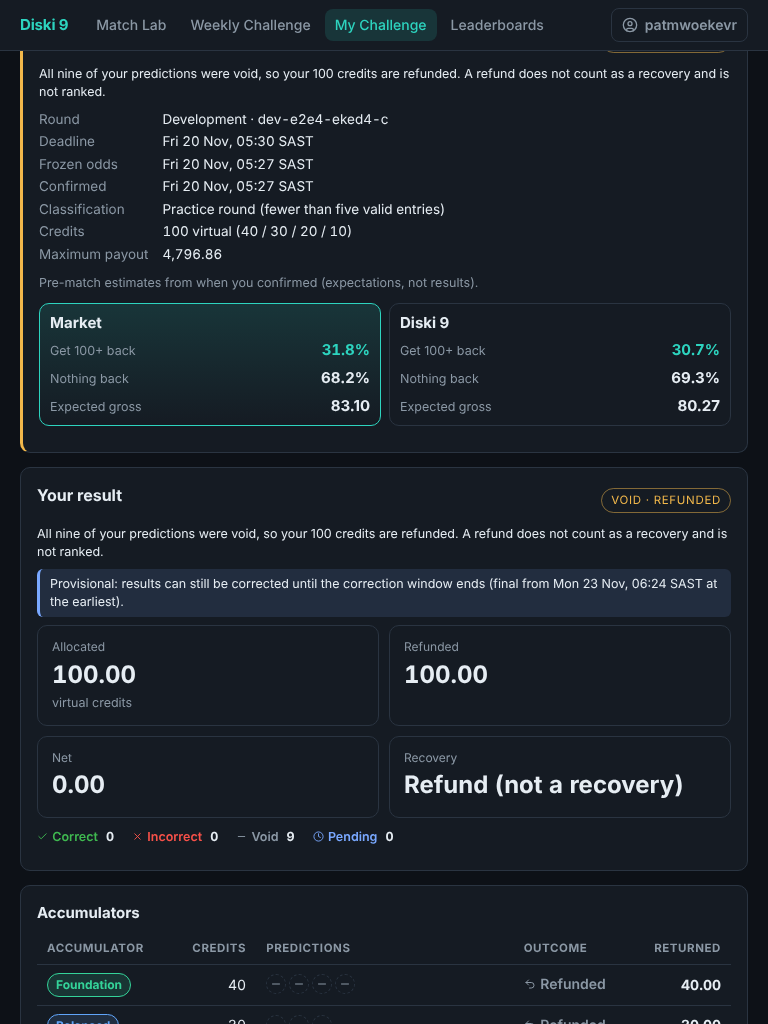 Diski 9 Match Lab Weekly Challenge My Challenge Leaderboards patmwoekevr
All nine of your predictions were void, so your 100 credits are refunded. A refund does not count as a recovery and is
not ranked.
Round Development · dev-e2e4-eked4-c
Deadline Fri 20 Nov, 05:30 SAST
Frozen odds Fri 20 Nov, 05:27 SAST
Confirmed Fri 20 Nov, 05:27 SAST
Classification Practice round (fewer than five valid entries)
Credits 100 virtual (40 / 30 / 20 / 10)
Maximum payout 4,796.86
Pre-match estimates from when you confirmed (expectations, not results).
Market
Get 100+ back 31.8%
Nothing back 68.2%
Expected gross 83.10
Diski 9
Get 100+ back 30.7%
Nothing back 69.3%
Expected gross 80.27
Your result VOID · REFUNDED
All nine of your predictions were void, so your 100 credits are refunded. A refund does not count as a recovery and is
not ranked.
Provisional: results can still be corrected until the correction window ends (final from Mon 23 Nov, 06:24 SAST at
the earliest).
Allocated
100.00
virtual credits
Refunded
100.00
Net
0.00
Recovery
Refund (not a recovery)
Correct 0 Incorrect 0 Void 9 Pending 0
Accumulators
ACCUMULATOR CREDITS PREDICTIONS OUTCOME RETURNED
Foundation 40 Refunded 40.00
Balanced 30 Refunded 30.00